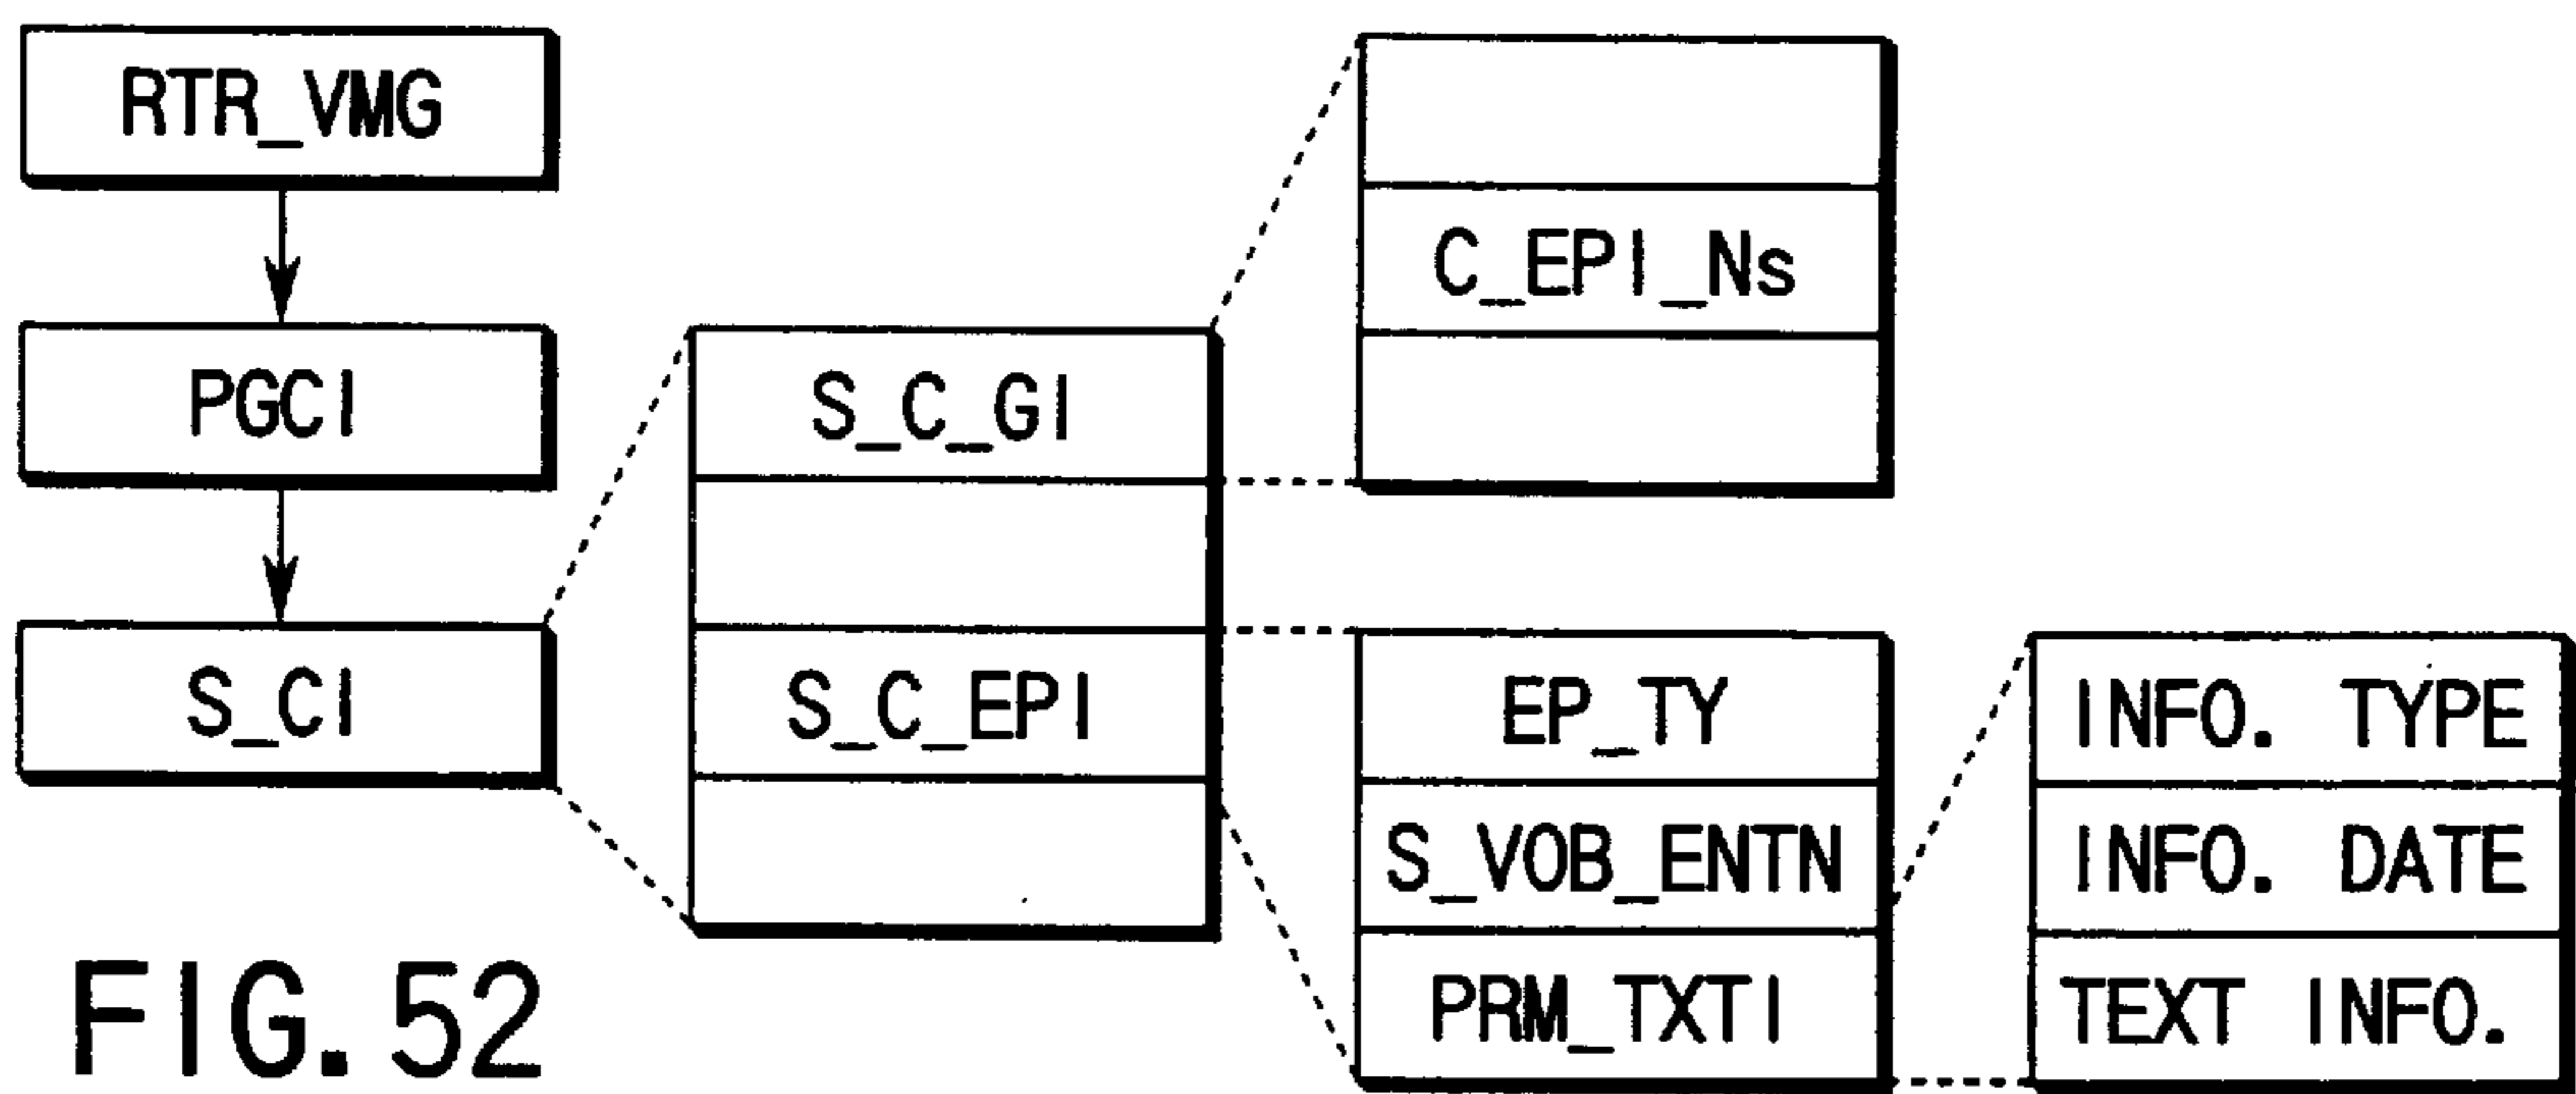 RTR_VMG
PGCI
S_CI
S_C_GI
S_C_EPI
C_EPI_Ns
EP_TY
S_VOB_ENTN
PRM_TXTI
INFO. TYPE
INFO. DATE
TEXT INFO.
FIG. 52